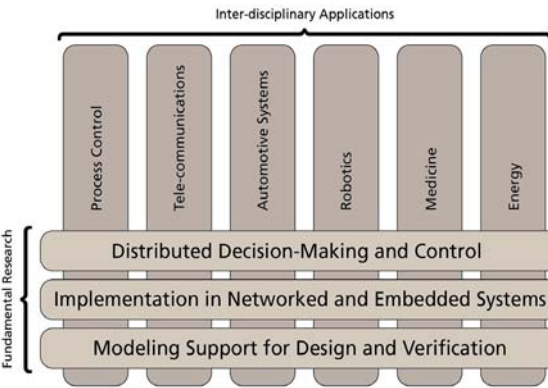 Inter-disciplinary Applications
Process Control
Tele-communications
Automotive Systems
Robotics
Medicine
Energy
Fundamental Research
Distributed Decision-Making and Control
Implementation in Networked and Embedded Systems
Modeling Support for Design and Verification